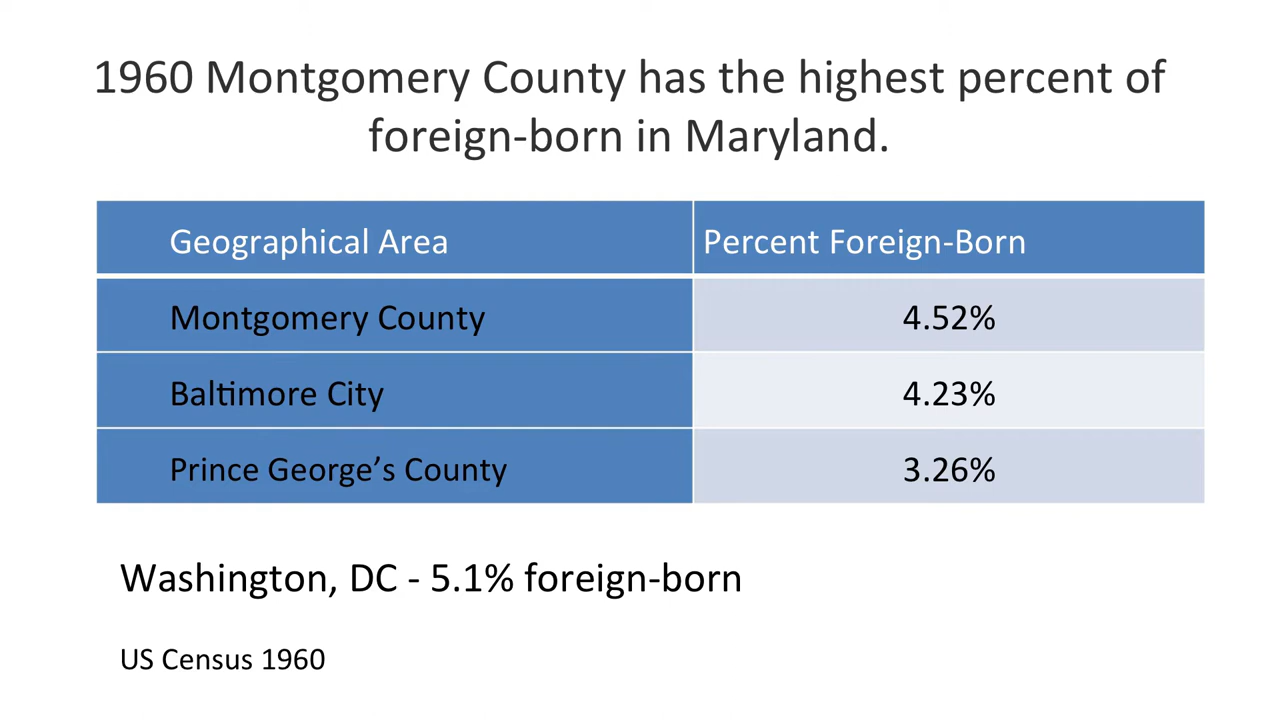 1960 Montgomery County has the highest percent of
foreign-born in Maryland.
Geographical Area Percent Foreign-Born
Montgomery County 4.52%
Baltimore City 4.23%
Prince George’s County 3.26%
Washington, DC - 5.1% foreign-born
US Census 1960